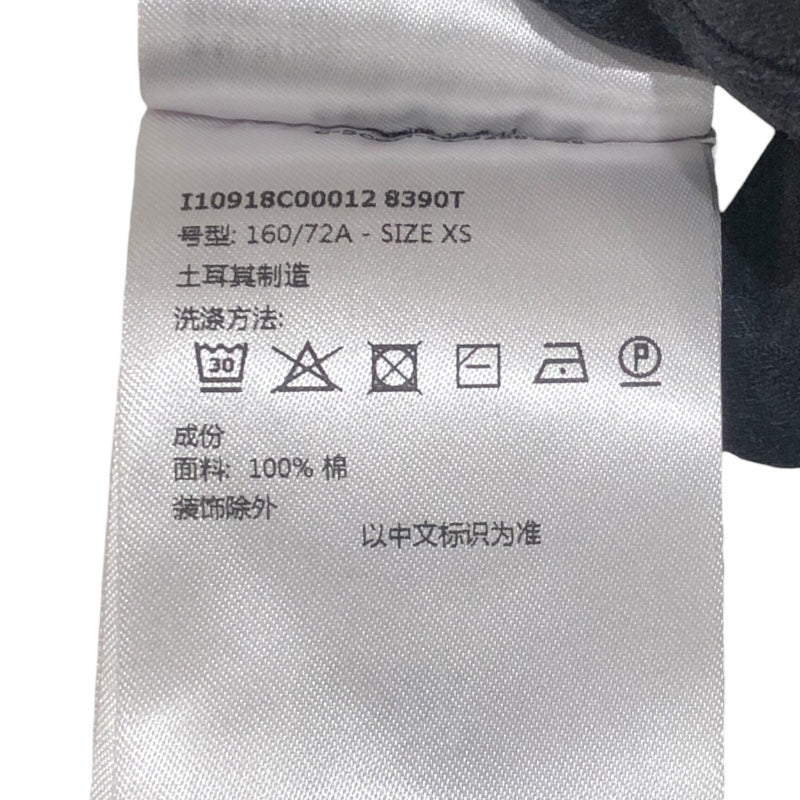 I10918C00012 8390T
号型: 160/72A - SIZE XS
土耳其制造
洗涤方法:
30 P
成份
面料: 100% 棉
装饰除外
以中文标识为准